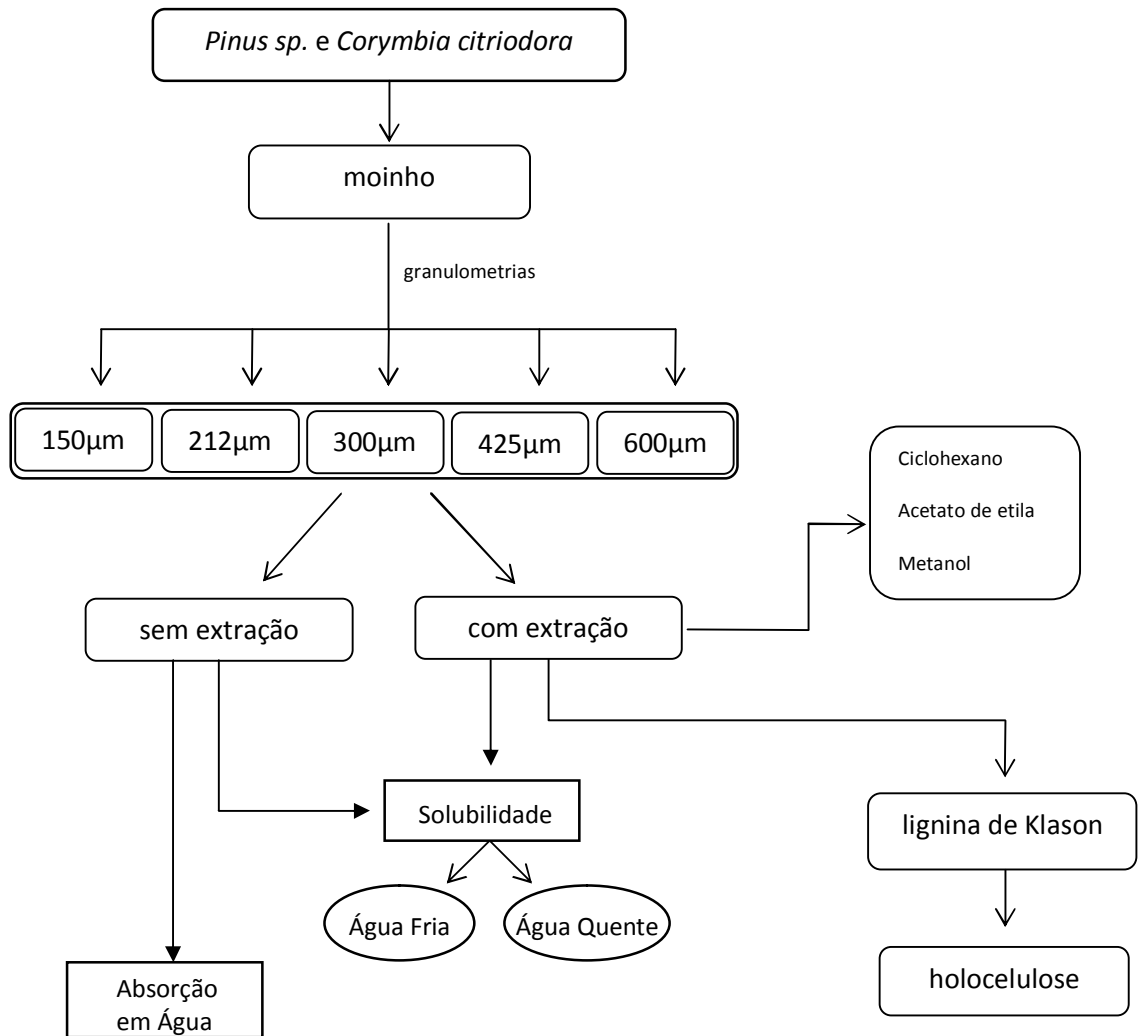 Pinus sp. e Corymbia citriodora
moinho
granulometrias
150µm
212µm
300µm
425µm
600µm
Ciclohexano
Acetato de etila
Metanol
sem extração
com extração
Solubilidade
lignina de Klason
Água Fria
Água Quente
holocelulose
Absorção
em Água